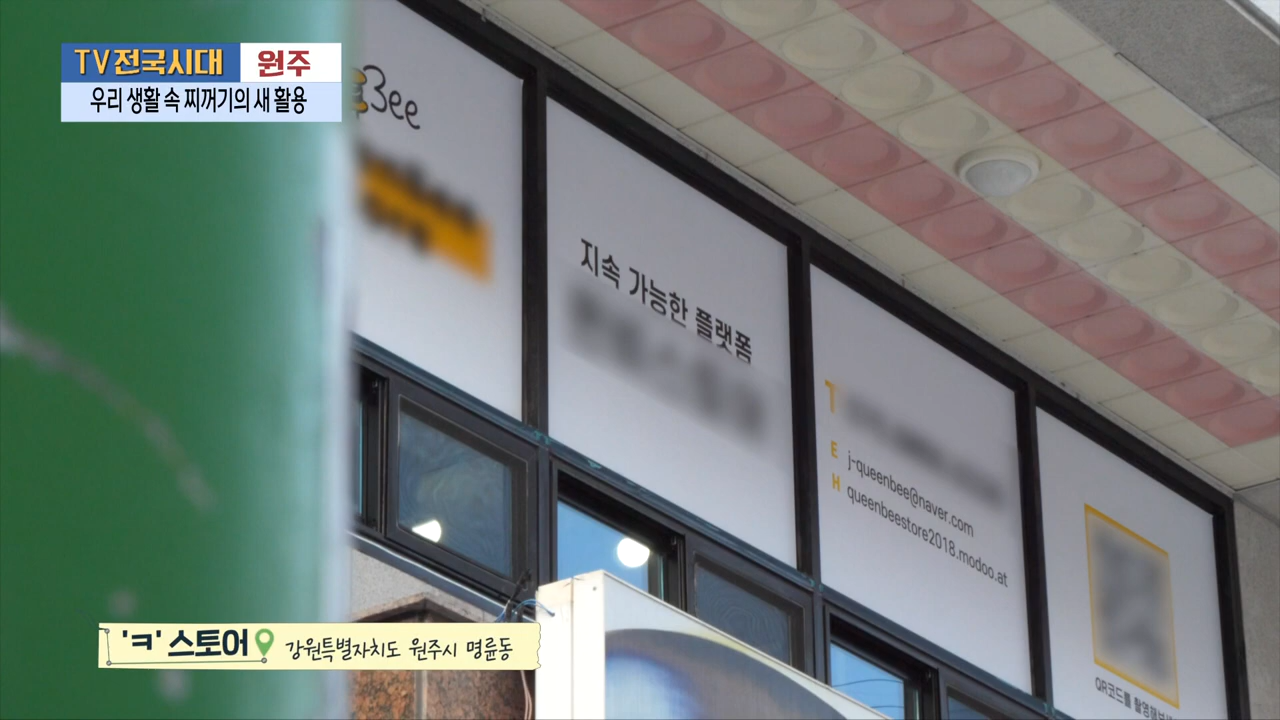 TV전국시대 원주
우리 생활 속 찌꺼기의 새 활용
Bee
지속 가능한 플랫폼
T
E j-queenbee@naver.com
H queenbeestore2018.modoo.at
QR코드를
'ㅋ'스토어 강원특별자치도 원주시 명륜동